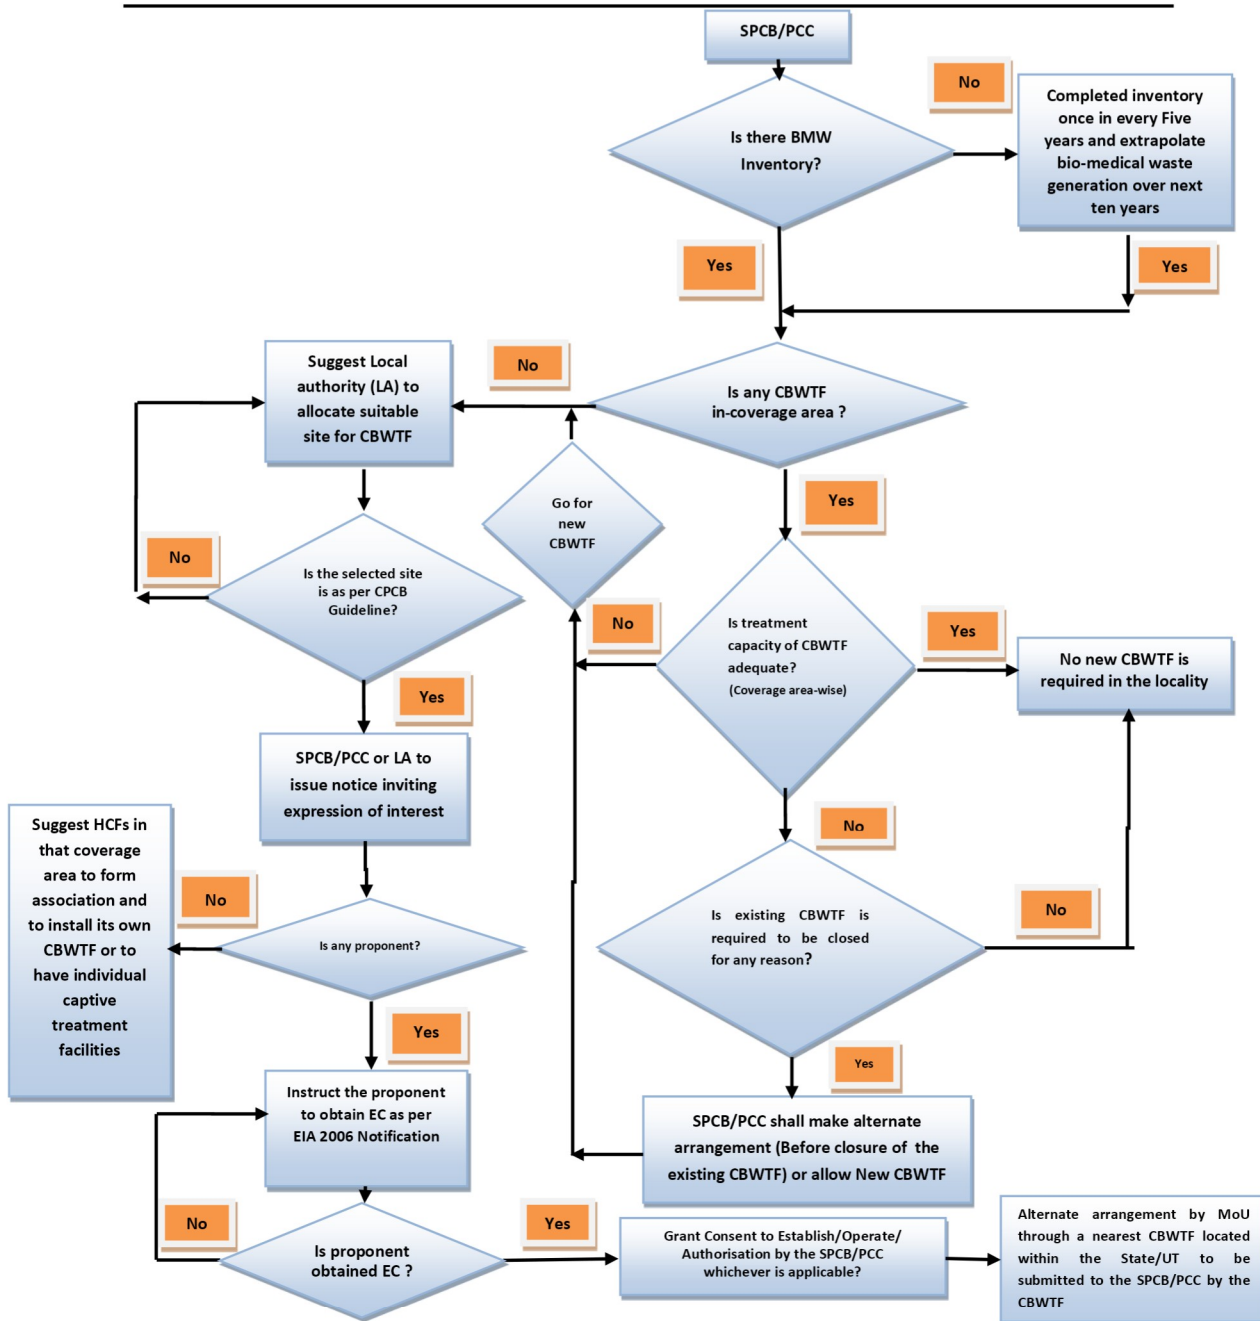 SPCB/PCC
No
Is there BMW
Inventory?
Completed inventory
once in every Five
years and extrapolate
bio-medical waste
generation over next
ten years
Yes
Yes
Suggest Local
authority (LA) to
allocate suitable
site for CBWTF
No
Is any CBWTF
in-coverage area ?
Go for
new
CBWTF
Yes
No
Is the selected site
is as per CPCB
Guideline?
No
Is treatment
capacity of CBWTF
adequate?
(Coverage area-wise)
Yes
No new CBWTF is
required in the locality
Yes
SPCB/PCC or LA to
issue notice inviting
expression of interest
No
Suggest HCFs in
that coverage
area to form
association and
to install its own
CBWTF or to
have individual
captive
treatment
facilities
No
Is any proponent?
Is existing CBWTF is
required to be closed
for any reason?
No
Yes
Yes
Instruct the proponent
to obtain EC as per
EIA 2006 Notification
SPCB/PCC shall make alternate
arrangement (Before closure of the
existing CBWTF) or allow New CBWTF
No
Is proponent
obtained EC ?
Yes
Grant Consent to Establish/Operate/
Authorisation by the SPCB/PCC
whichever is applicable?
Alternate arrangement by MoU
through a nearest CBWTF located
within the State/UT to be
submitted to the SPCB/PCC by the
CBWTF